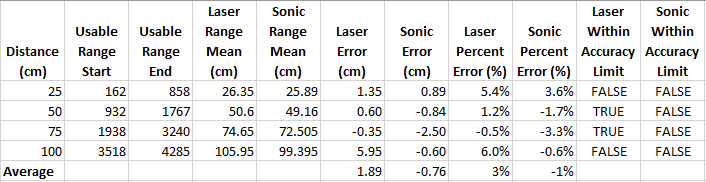 Laser Sonic Laser Sonic
Usable Usable Range Range Laser Sonic Laser Sonic Within Within
Distance Range Range Mean Mean Error Error Percent Percent Accuracy Accuracy
(cm) Start End (cm) (cm) (cm) (cm) Error (%) Error (%) Limit Limit
25 162 858 26.35 25.89 1.35 0.89 5.4% 3.6% FALSE FALSE
50 932 1767 50.6 49.16 0.60 -0.84 1.2% -1.7% TRUE FALSE
75 1938 3240 74.65 72.505 -0.35 -2.50 -0.5% -3.3% TRUE FALSE
100 3518 4285 105.95 99.395 5.95 -0.60 6.0% -0.6% FALSE FALSE
Average 1.89 -0.76 3% -1%